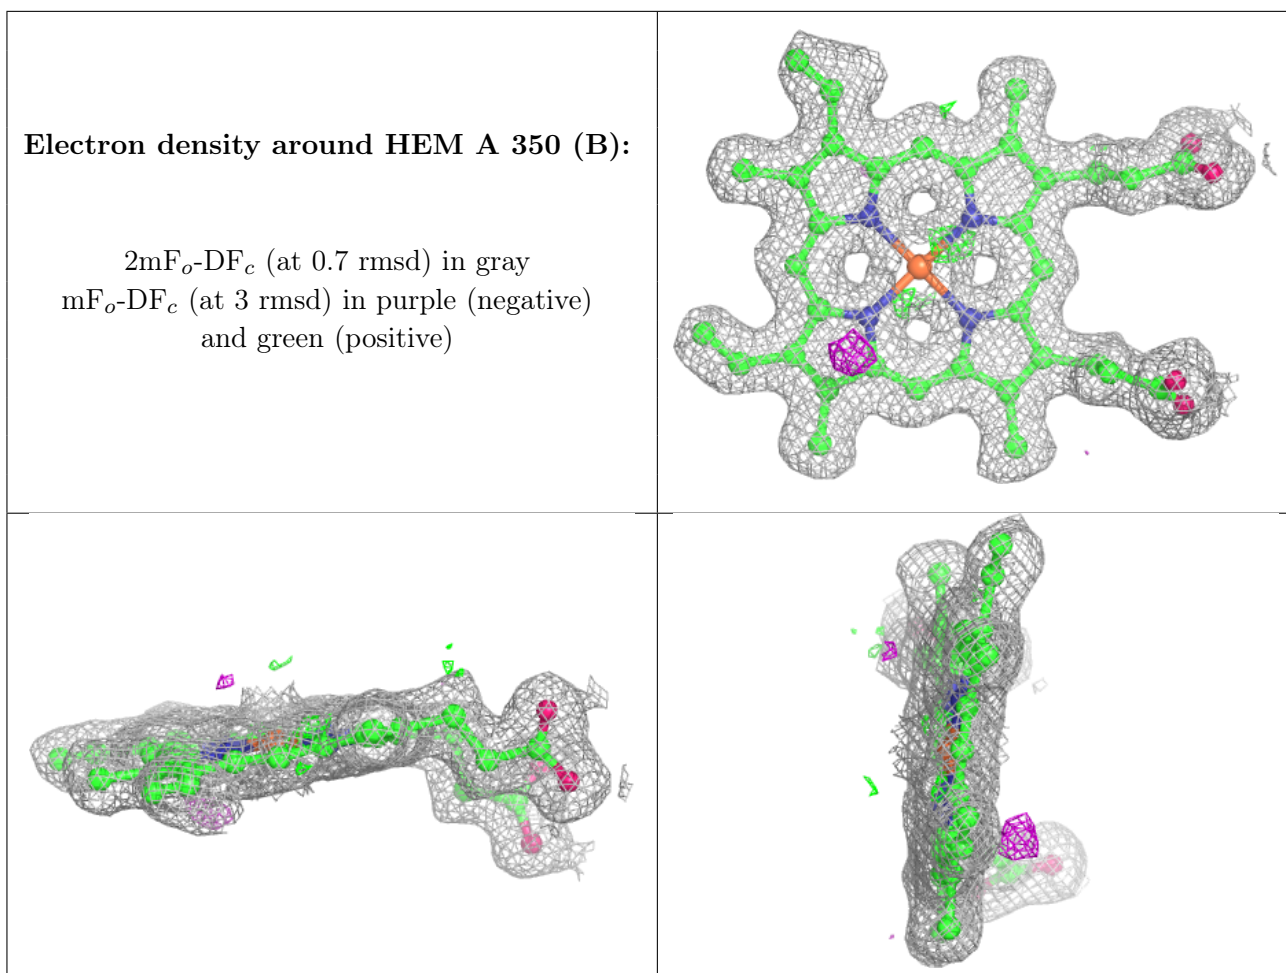 Electron density around HEM A 350 (B):
2mFo-DFc (at 0.7 rmsd) in gray
mFo-DFc (at 3 rmsd) in purple (negative)
and green (positive)